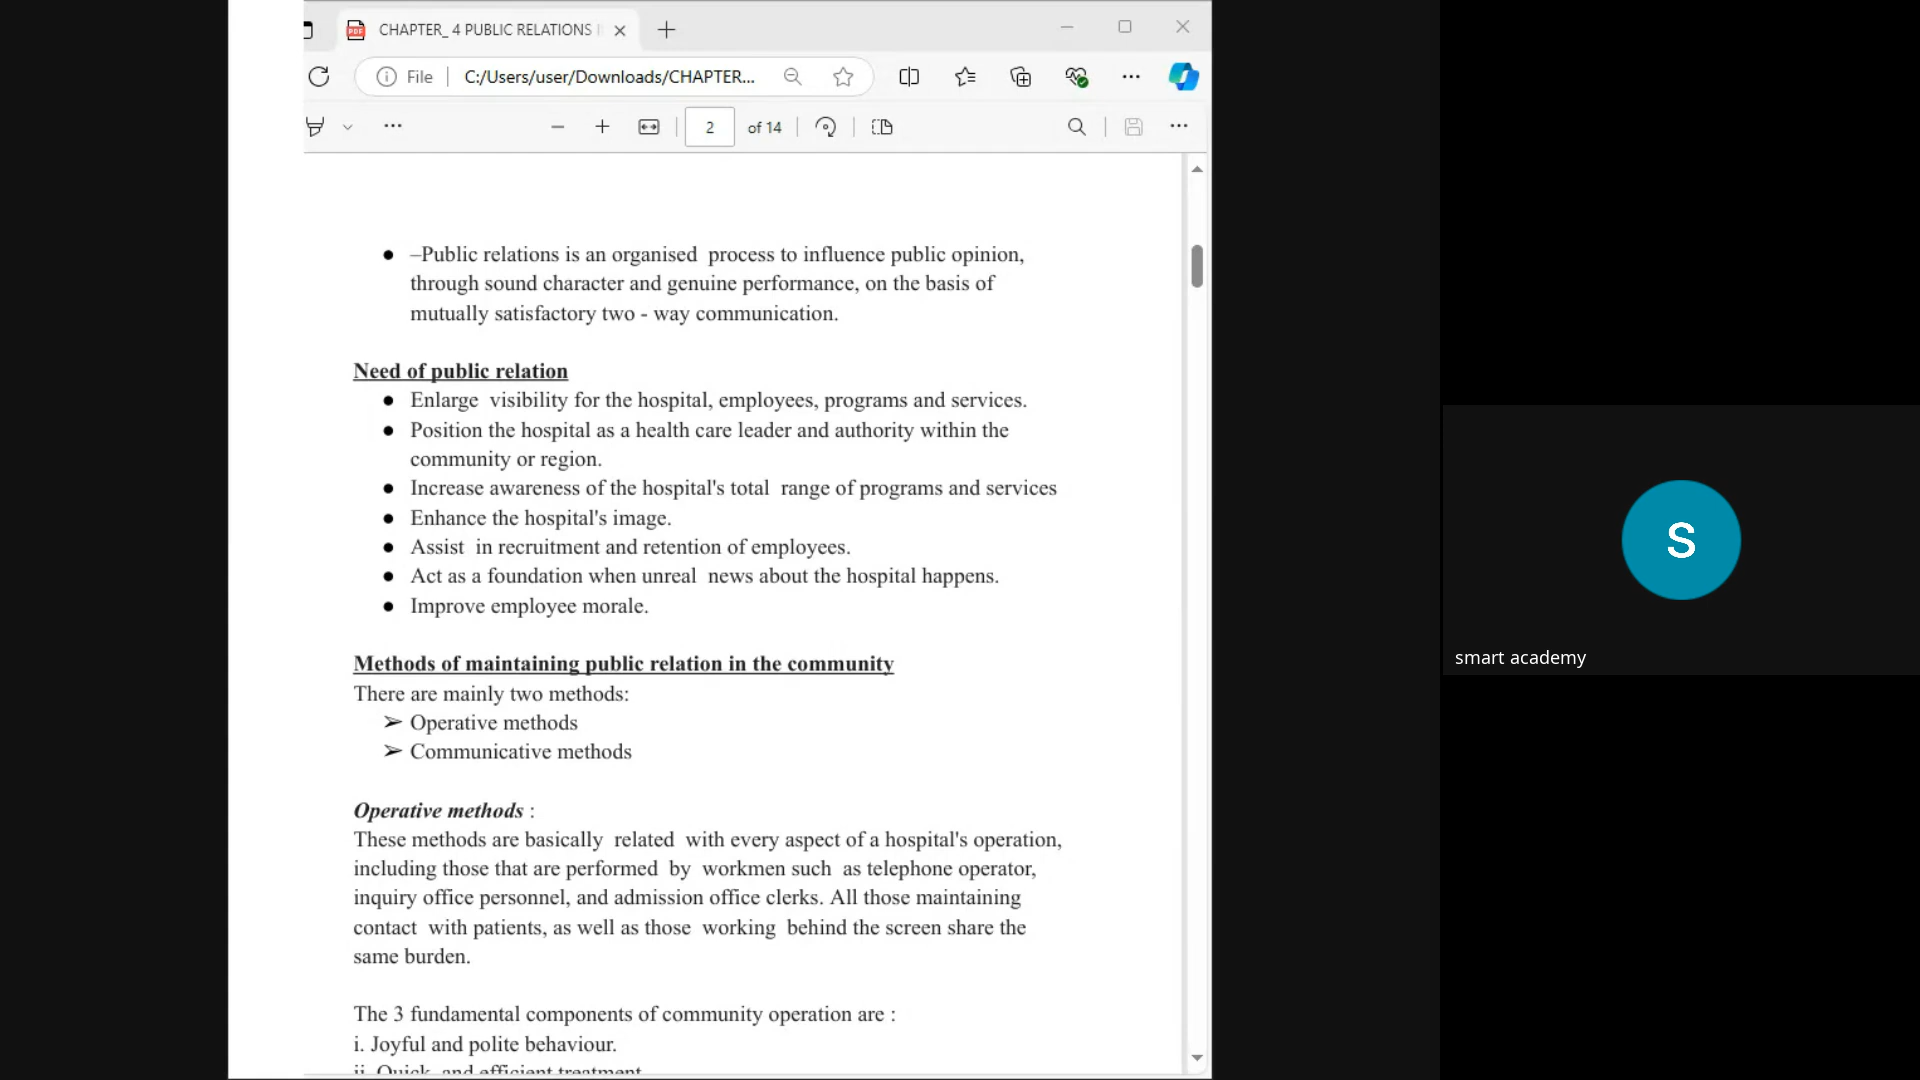 CHAPTER_ 4 PUBLIC RELATIONS
File
C:/Users/user/Downloads/CHAPTER...
2 of 14
–Public relations is an organised process to influence public opinion,
through sound character and genuine performance, on the basis of
mutually satisfactory two - way communication.
Need of public relation
Enlarge visibility for the hospital, employees, programs and services.
Position the hospital as a health care leader and authority within the
community or region.
Increase awareness of the hospital's total range of programs and services
Enhance the hospital's image.
Assist in recruitment and retention of employees.
Act as a foundation when unreal news about the hospital happens.
Improve employee morale.
Methods of maintaining public relation in the community
There are mainly two methods:
➢ Operative methods
➢ Communicative methods
Operative methods :
These methods are basically related with every aspect of a hospital's operation,
including those that are performed by workmen such as telephone operator,
inquiry office personnel, and admission office clerks. All those maintaining
contact with patients, as well as those working behind the screen share the
same burden.
The 3 fundamental components of community operation are :
i. Joyful and polite behaviour.
ii. Quick and efficient treatment
S
smart academy